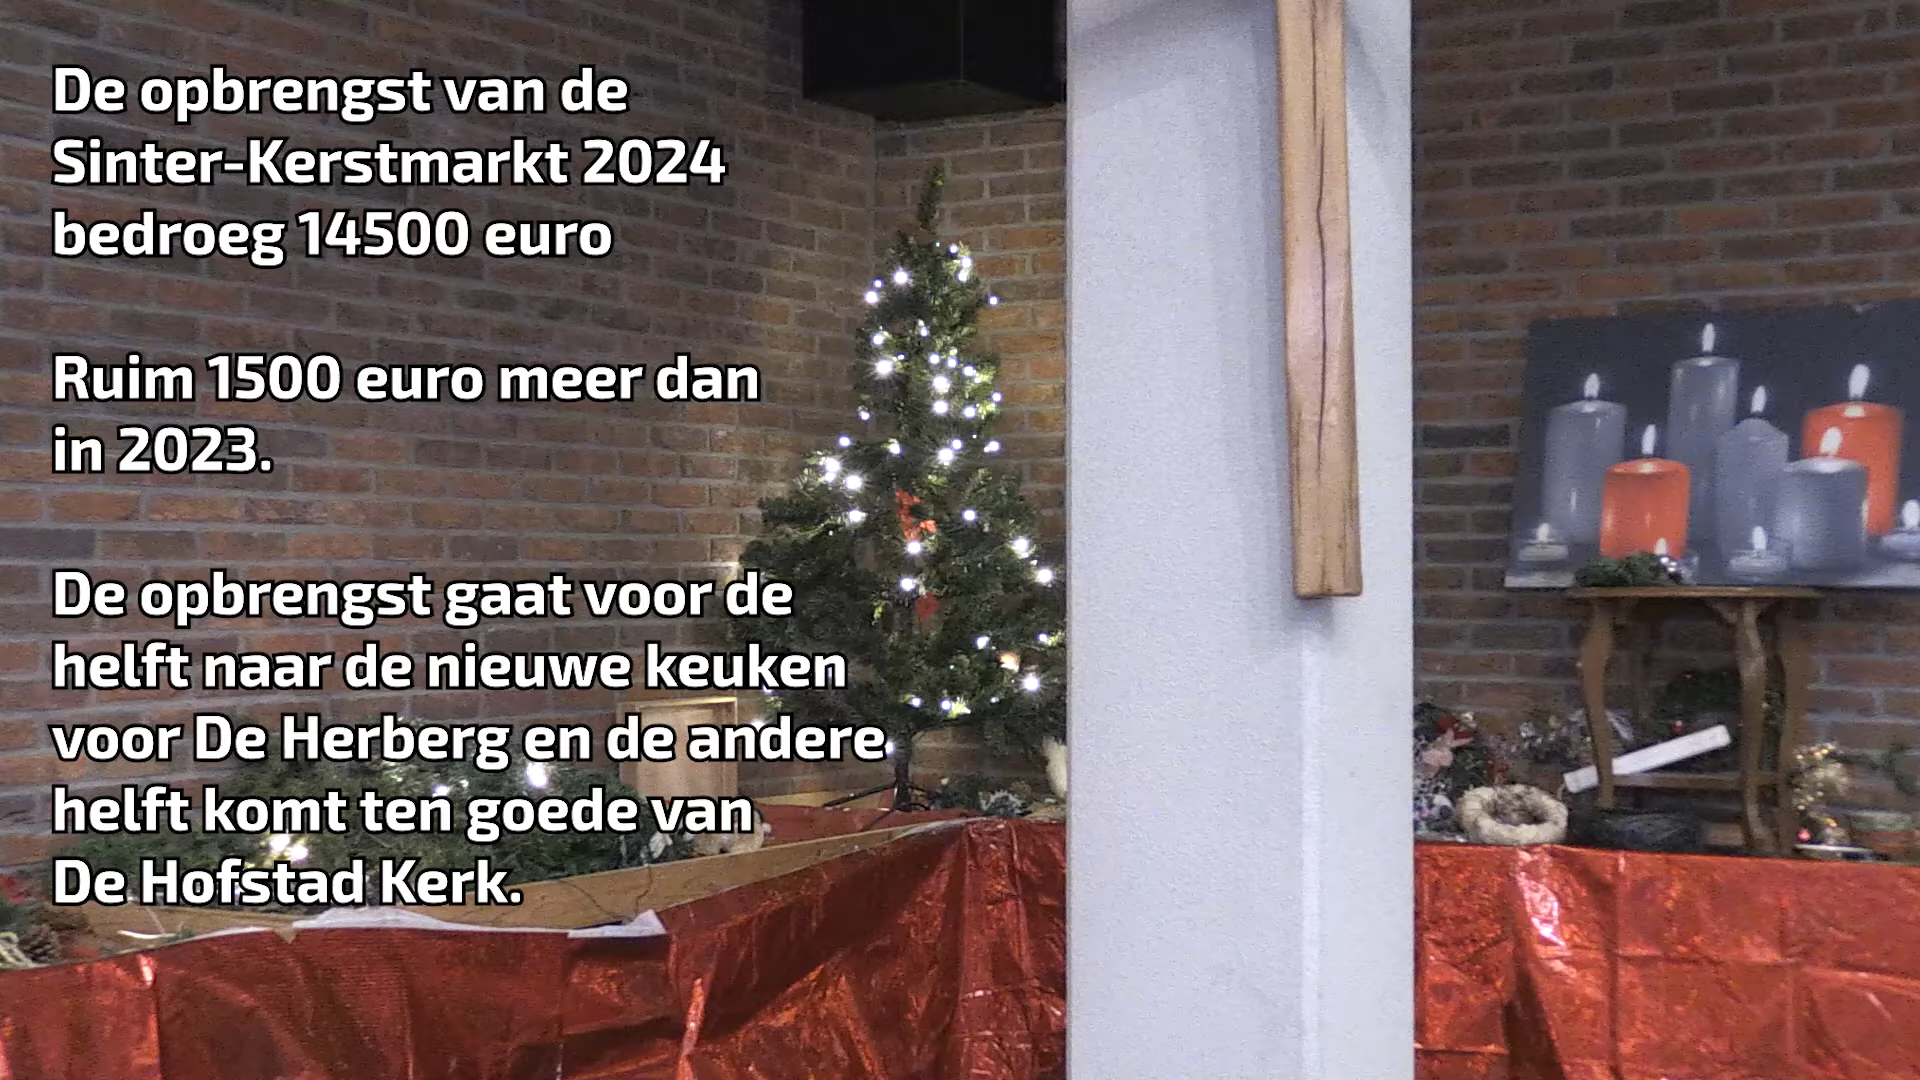 De opbrengst van de
Sinter-Kerstmarkt 2024
bedroeg 14500 euro
Ruim 1500 euro meer dan
in 2023.
De opbrengst gaat voor de
helft naar de nieuwe keuken
voor De Herberg en de andere
helft komt ten goede van
De Hofstad Kerk.